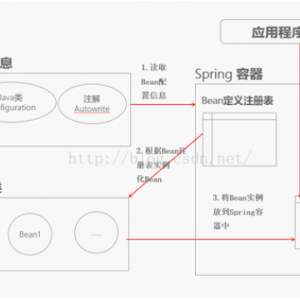 应用程序
息
1.读取
Bean配
置信息
Spring 容器
Java类
nfiguration
注解
Autowrite
Bean定义注册表
http://blog.csdn.net/
2.根据Bean注
册表实例
化Bean
3.将Bean实例
放到Spring容
器中
Bean1
……